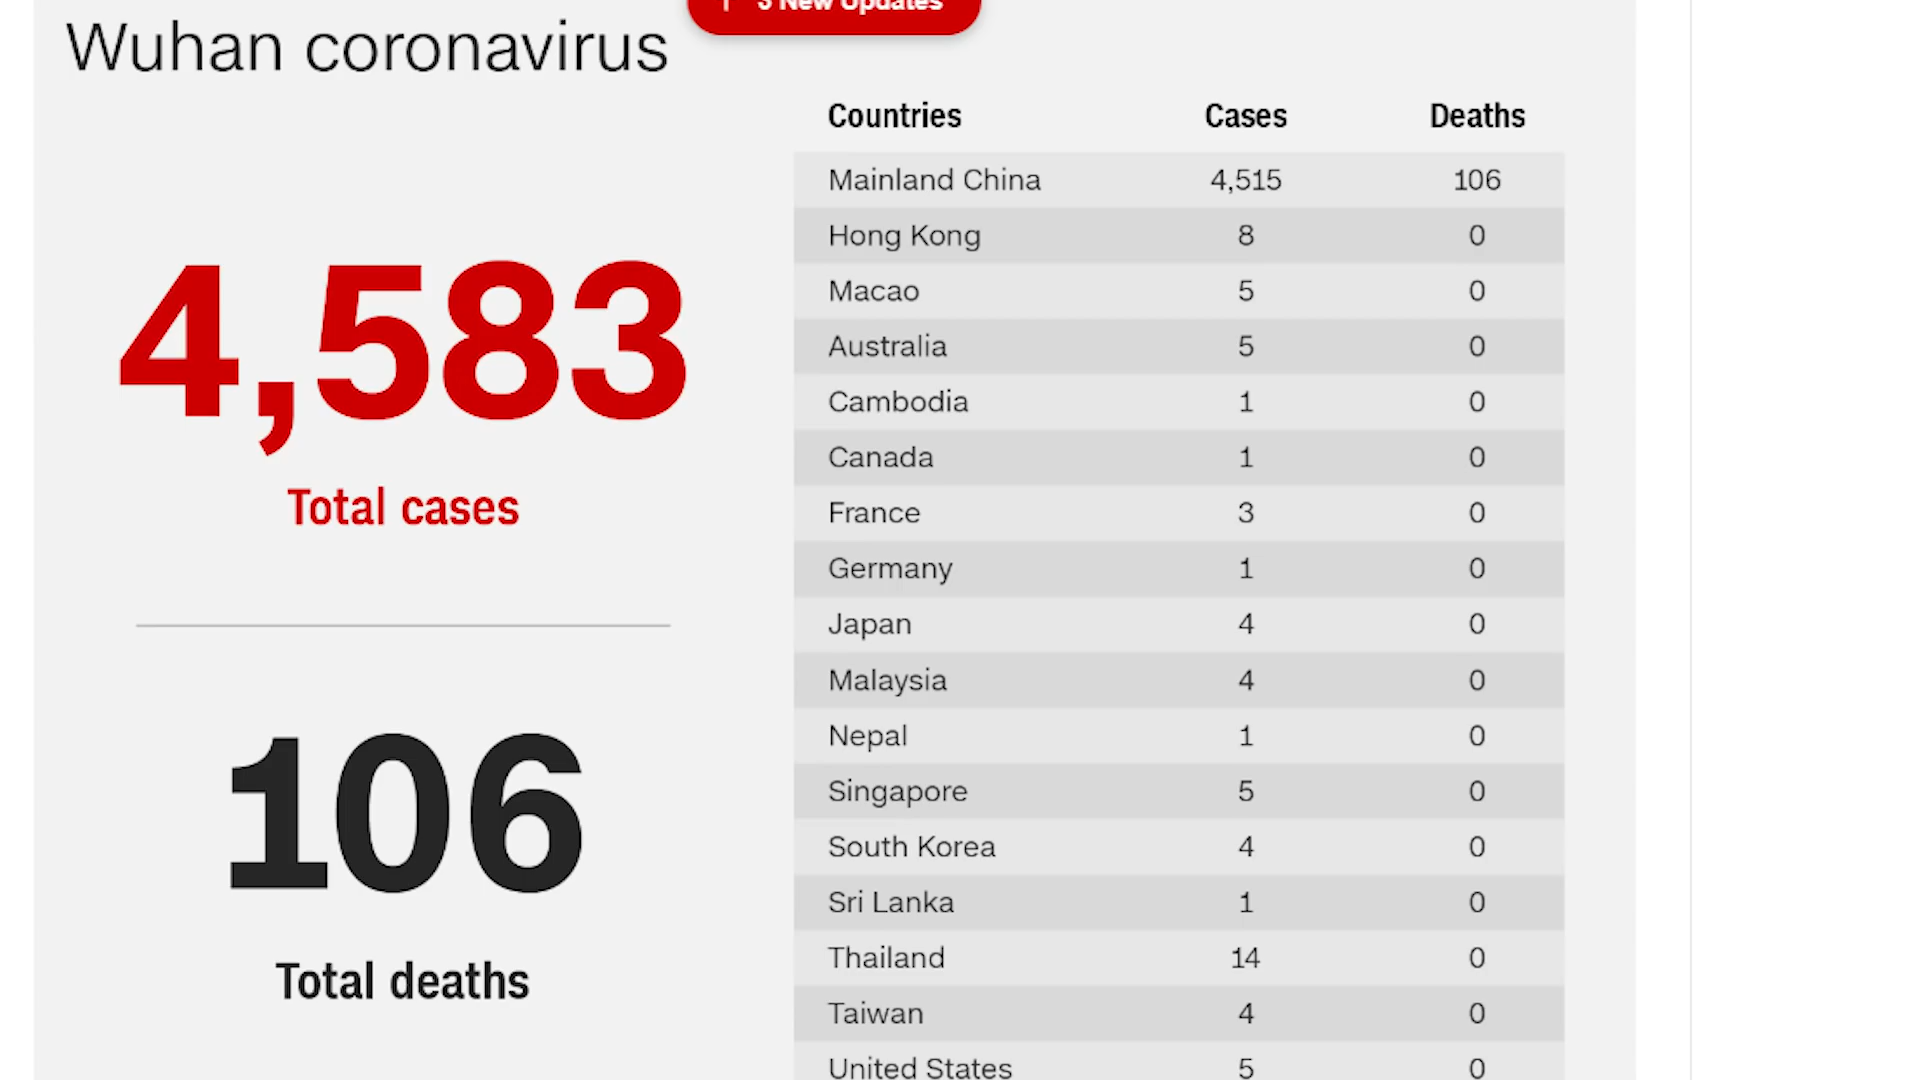 3 New Updates
Wuhan coronavirus
4,583
Total cases
106
Total deaths
Countries Cases Deaths
Mainland China 4,515 106
Hong Kong 8 0
Macao 5 0
Australia 5 0
Cambodia 1 0
Canada 1 0
France 3 0
Germany 1 0
Japan 4 0
Malaysia 4 0
Nepal 1 0
Singapore 5 0
South Korea 4 0
Sri Lanka 1 0
Thailand 14 0
Taiwan 4 0
United States 5 0